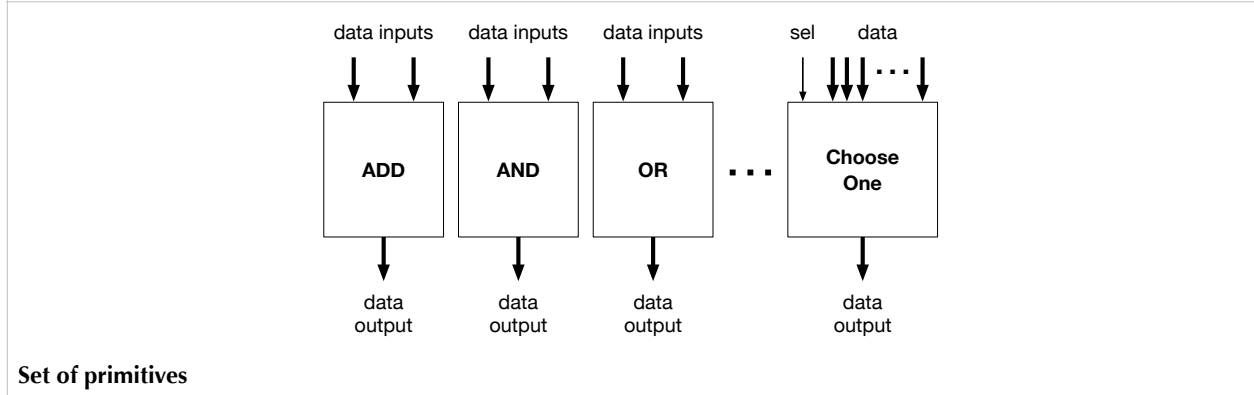 data inputs data inputs data inputs sel data
ADD AND OR Choose
One
data
output data
output data
output data
output
Set of primitives